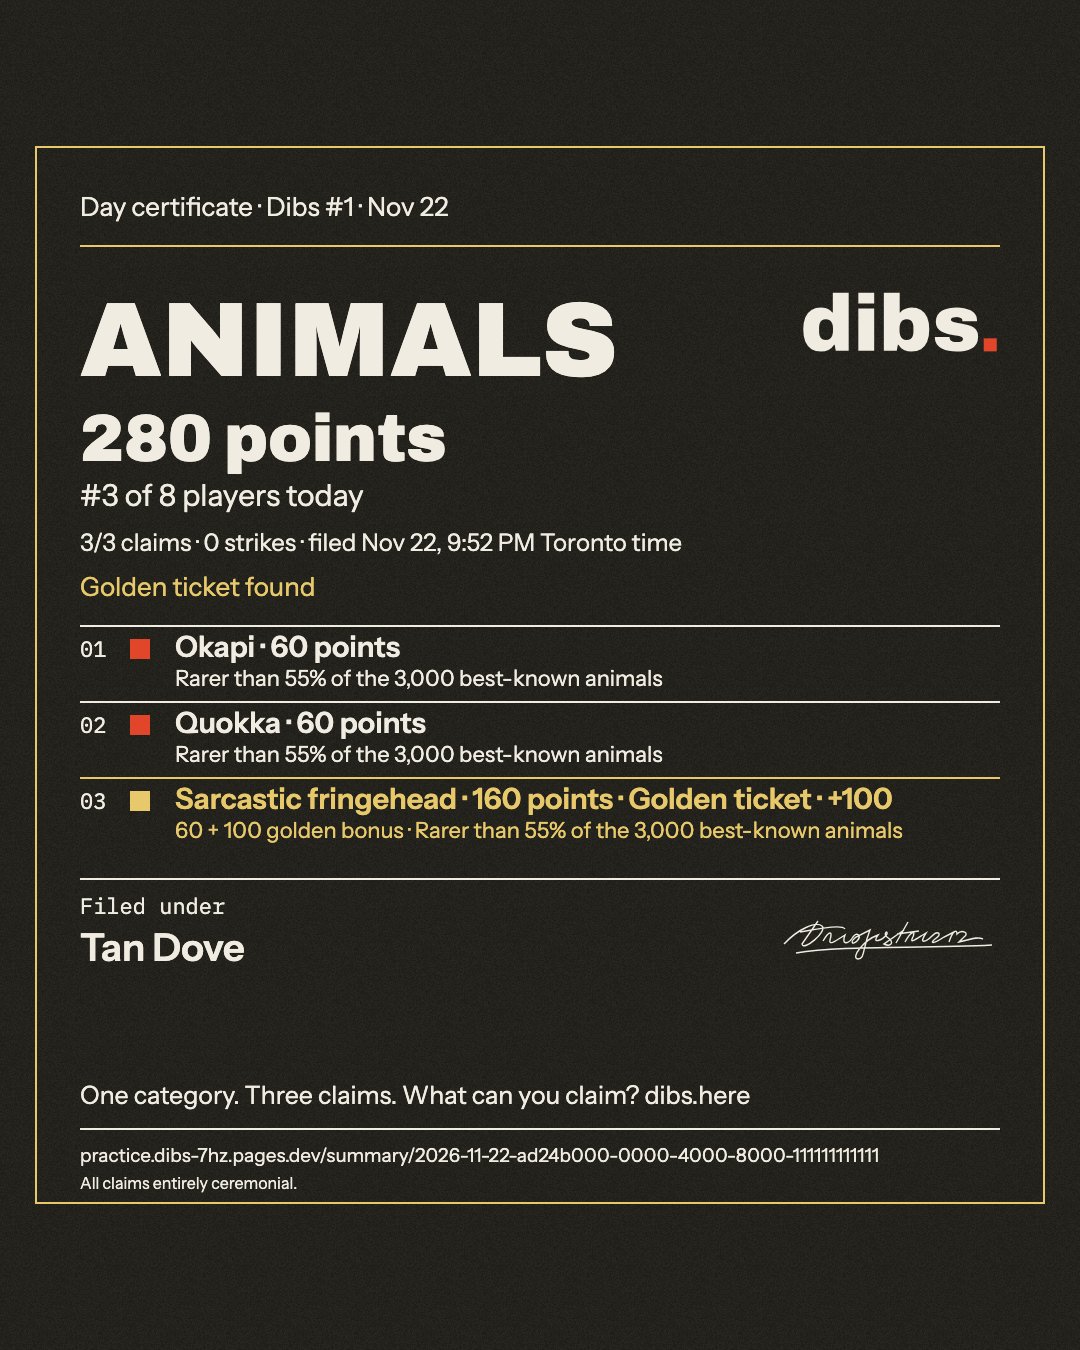 Day certificate · Dibs #1 · Nov 22
ANIMALS
dibs.
280 points
#3 of 8 players today
3/3 claims · 0 strikes · filed Nov 22, 9:52 PM Toronto time
Golden ticket found
01 Okapi · 60 points
Rarer than 55% of the 3,000 best-known animals
02 Quokka · 60 points
Rarer than 55% of the 3,000 best-known animals
03 Sarcastic fringehead · 160 points · Golden ticket · +100
60 + 100 golden bonus · Rarer than 55% of the 3,000 best-known animals
Filed under
Tan Dove
One category. Three claims. What can you claim? dibs.here
practice.dibs-7hz.pages.dev/summary/2026-11-22-ad24b000-0000-4000-8000-111111111111
All claims entirely ceremonial.